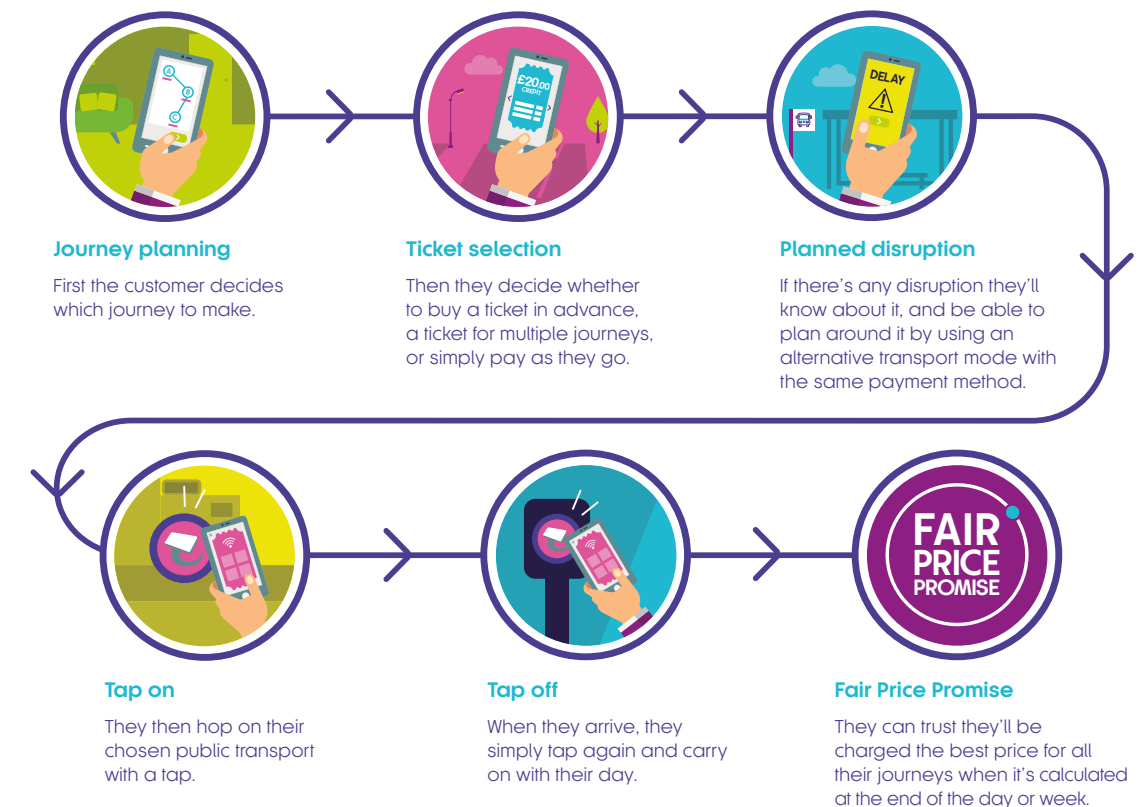 A
B
C
£20.00
CREDIT
DELAY
Journey planning
First the customer decides
which journey to make.
Ticket selection
Then they decide whether
to buy a ticket in advance,
a ticket for multiple journeys,
or simply pay as they go.
Planned disruption
If there's any disruption they'll
know about it, and be able to
plan around it by using an
alternative transport mode with
the same payment method.
FAIR
PRICE
PROMISE
Tap on
They then hop on their
chosen public transport
with a tap.
Tap off
When they arrive, they
simply tap again and carry
on with their day.
Fair Price Promise
They can trust they'll be
charged the best price for all
their journeys when it's calculated
at the end of the day or week.